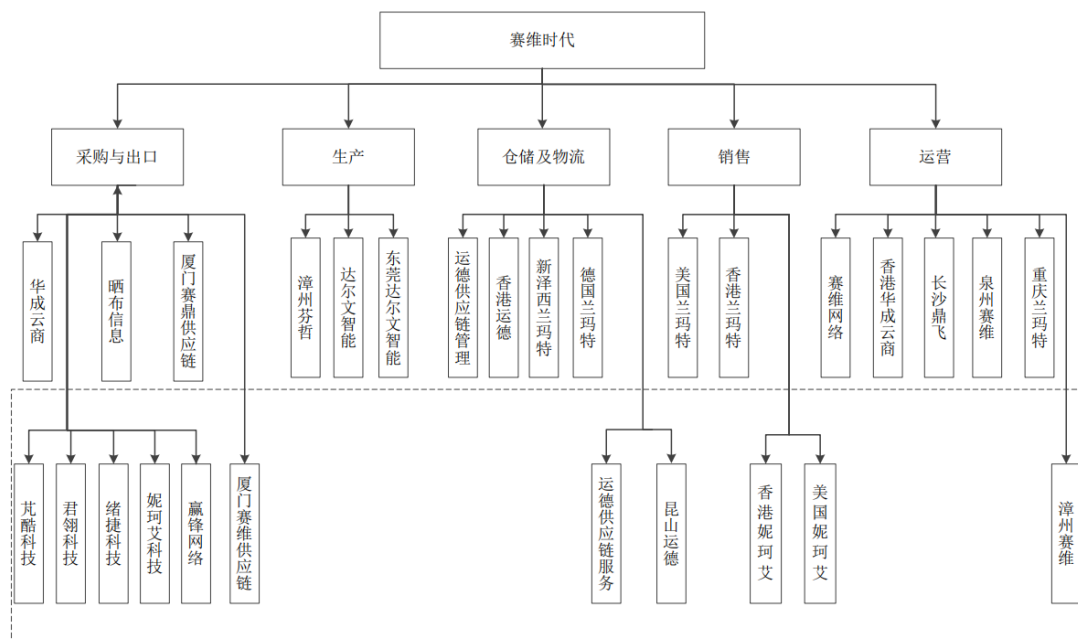 赛维时代
采购与出口
生产
仓储及物流
销售
运营
华成云商
晒布信息
厦门赛鼎供应链
漳州芬哲
达尔文智能
东莞达尔文智能
运德供应链管理
香港运德
新泽西兰玛特
德国兰玛特
美国兰玛特
香港兰玛特
赛维网络
香港华成云商
长沙鼎飞
泉州赛维
重庆兰玛特
芃酷科技
君翎科技
绪捷科技
妮珂艾科技
赢锋网络
厦门赛维供应链
运德供应链服务
昆山运德
香港妮珂艾
美国妮珂艾
漳州赛维